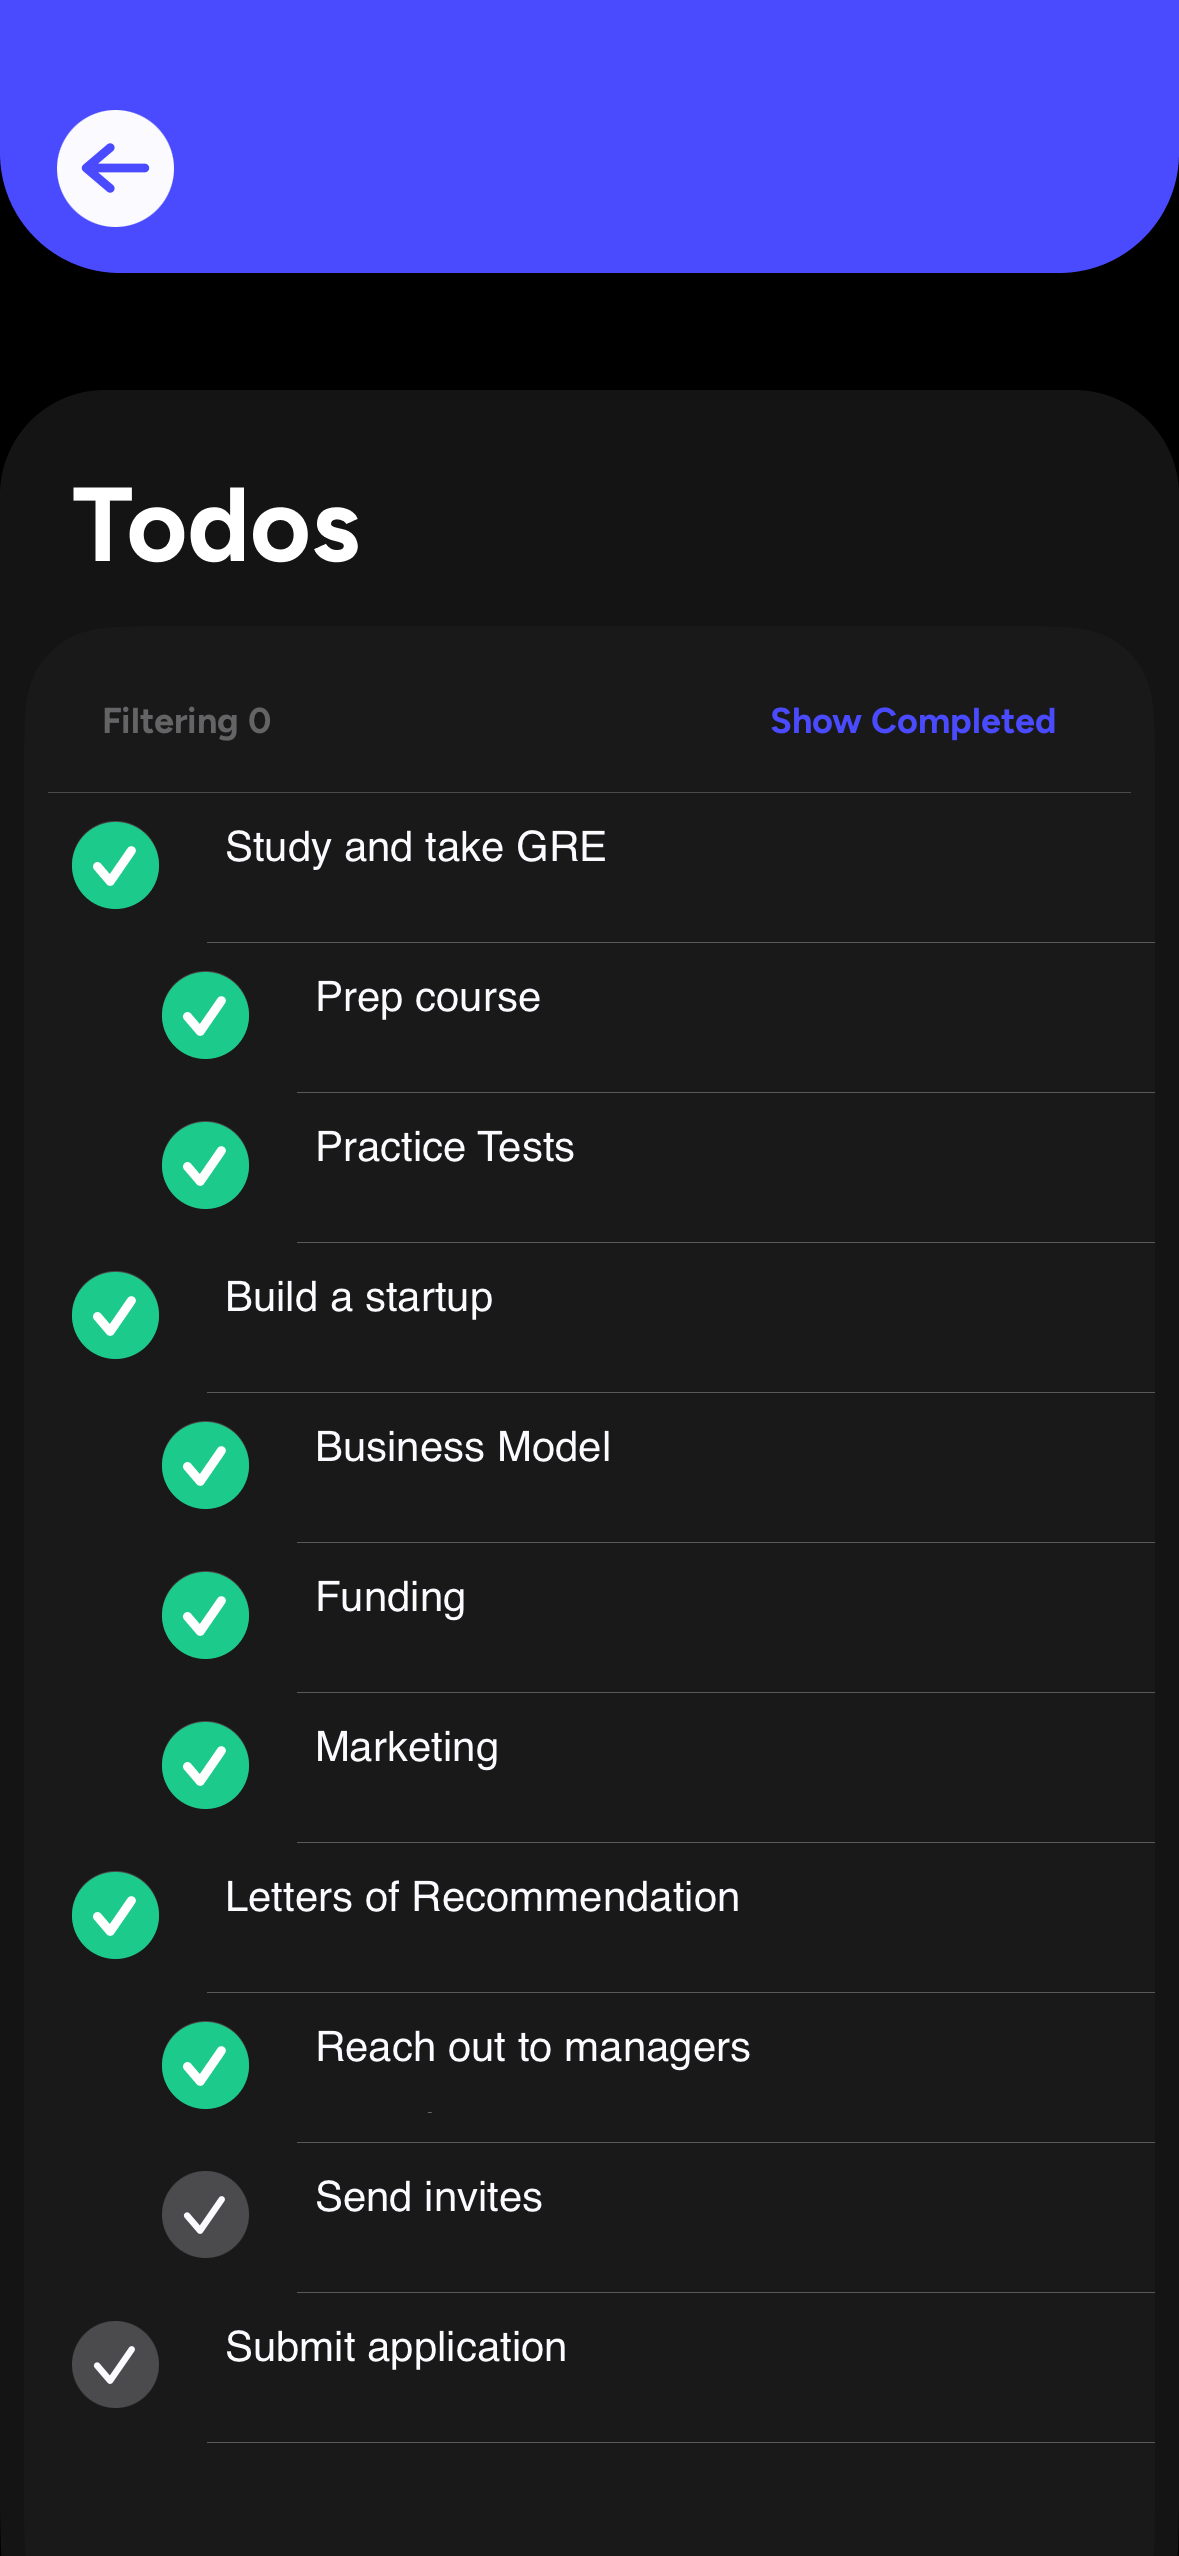 Todos
Filtering 0
Show Completed
Study and take GRE
Prep course
Practice Tests
Build a startup
Business Model
Funding
Marketing
Letters of Recommendation
Reach out to managers
Send invites
Submit application